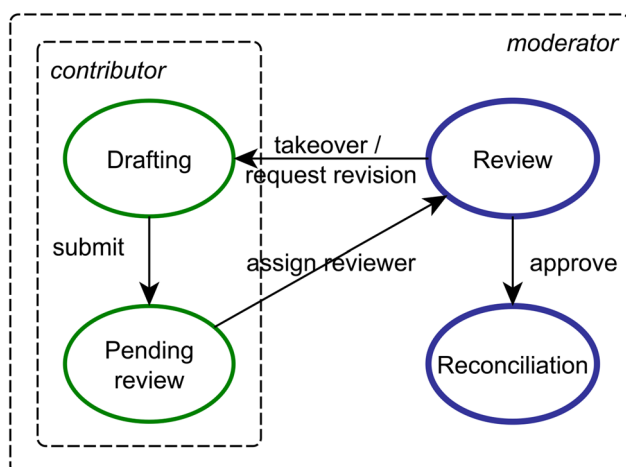 moderator
contributor
Drafting
takeover /
request revision
Review
submit
assign reviewer
approve
Pending
review
Reconciliation